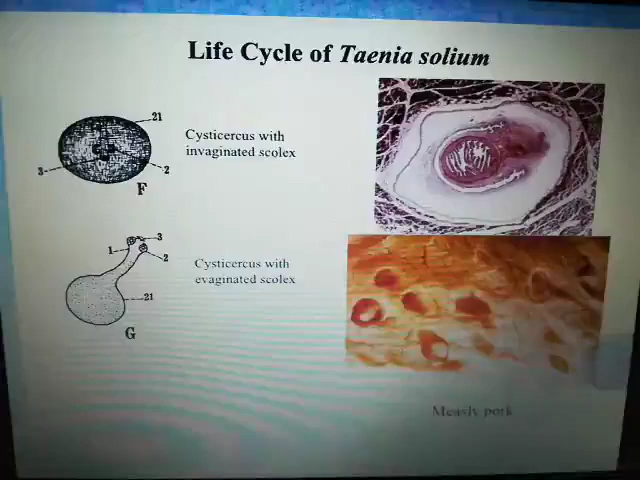 Life Cycle of Taenia solium
21
Cysticercus with
invaginated scolex
3
2
F
3
1
2
Cysticercus with
evaginated scolex
21
G
Measly pork